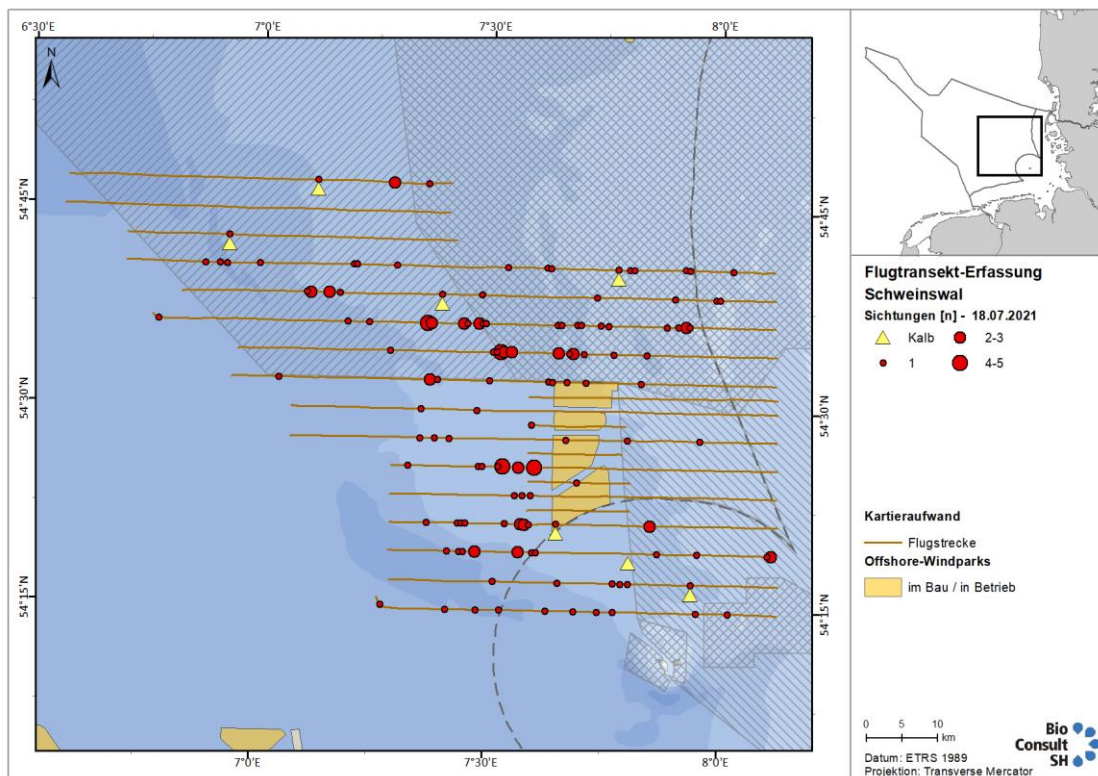 6°30'E 7°0'E 7°30'E 8°0'E
N
54°45'N
54°45'N
54°30'N
54°30'N
54°15'N
54°15'N
7°0'E 7°30'E 8°0'E
Flugtransekt-Erfassung
Schweinswal
Sichtungen [n] - 18.07.2021
Kalb 2-3
1 4-5
Kartieraufwand
Flugstrecke
Offshore-Windparks
im Bau / in Betrieb
0 5 10
km
Datum: ETRS 1989
Projektion: Transverse Mercator
Bio
Consult
SH